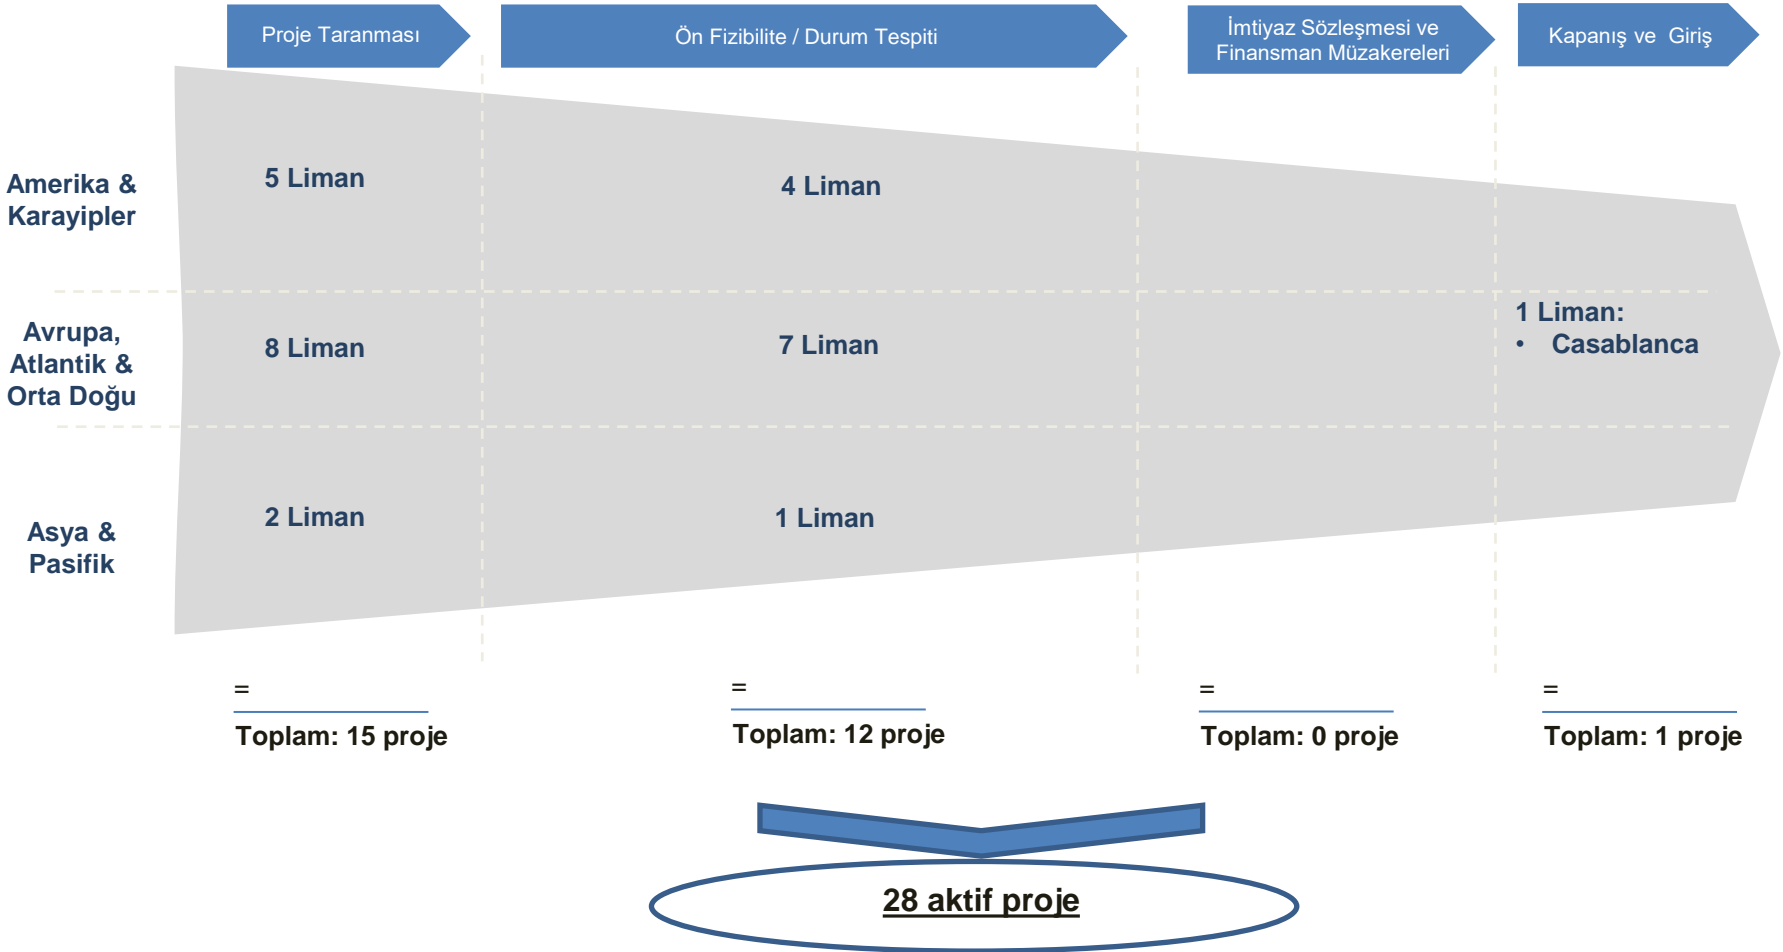 Proje Taranması
Ön Fizibilite / Durum Tespiti
İmtiyaz Sözleşmesi ve
Finansman Müzakereleri
Kapanış ve Giriş
Amerika &
Karayipler
5 Liman
4 Liman
Avrupa,
Atlantik &
Orta Doğu
8 Liman
7 Liman
1 Liman:
• Casablanca
Asya &
Pasifik
2 Liman
1 Liman
=
Toplam: 15 proje
=
Toplam: 12 proje
=
Toplam: 0 proje
=
Toplam: 1 proje
28 aktif proje